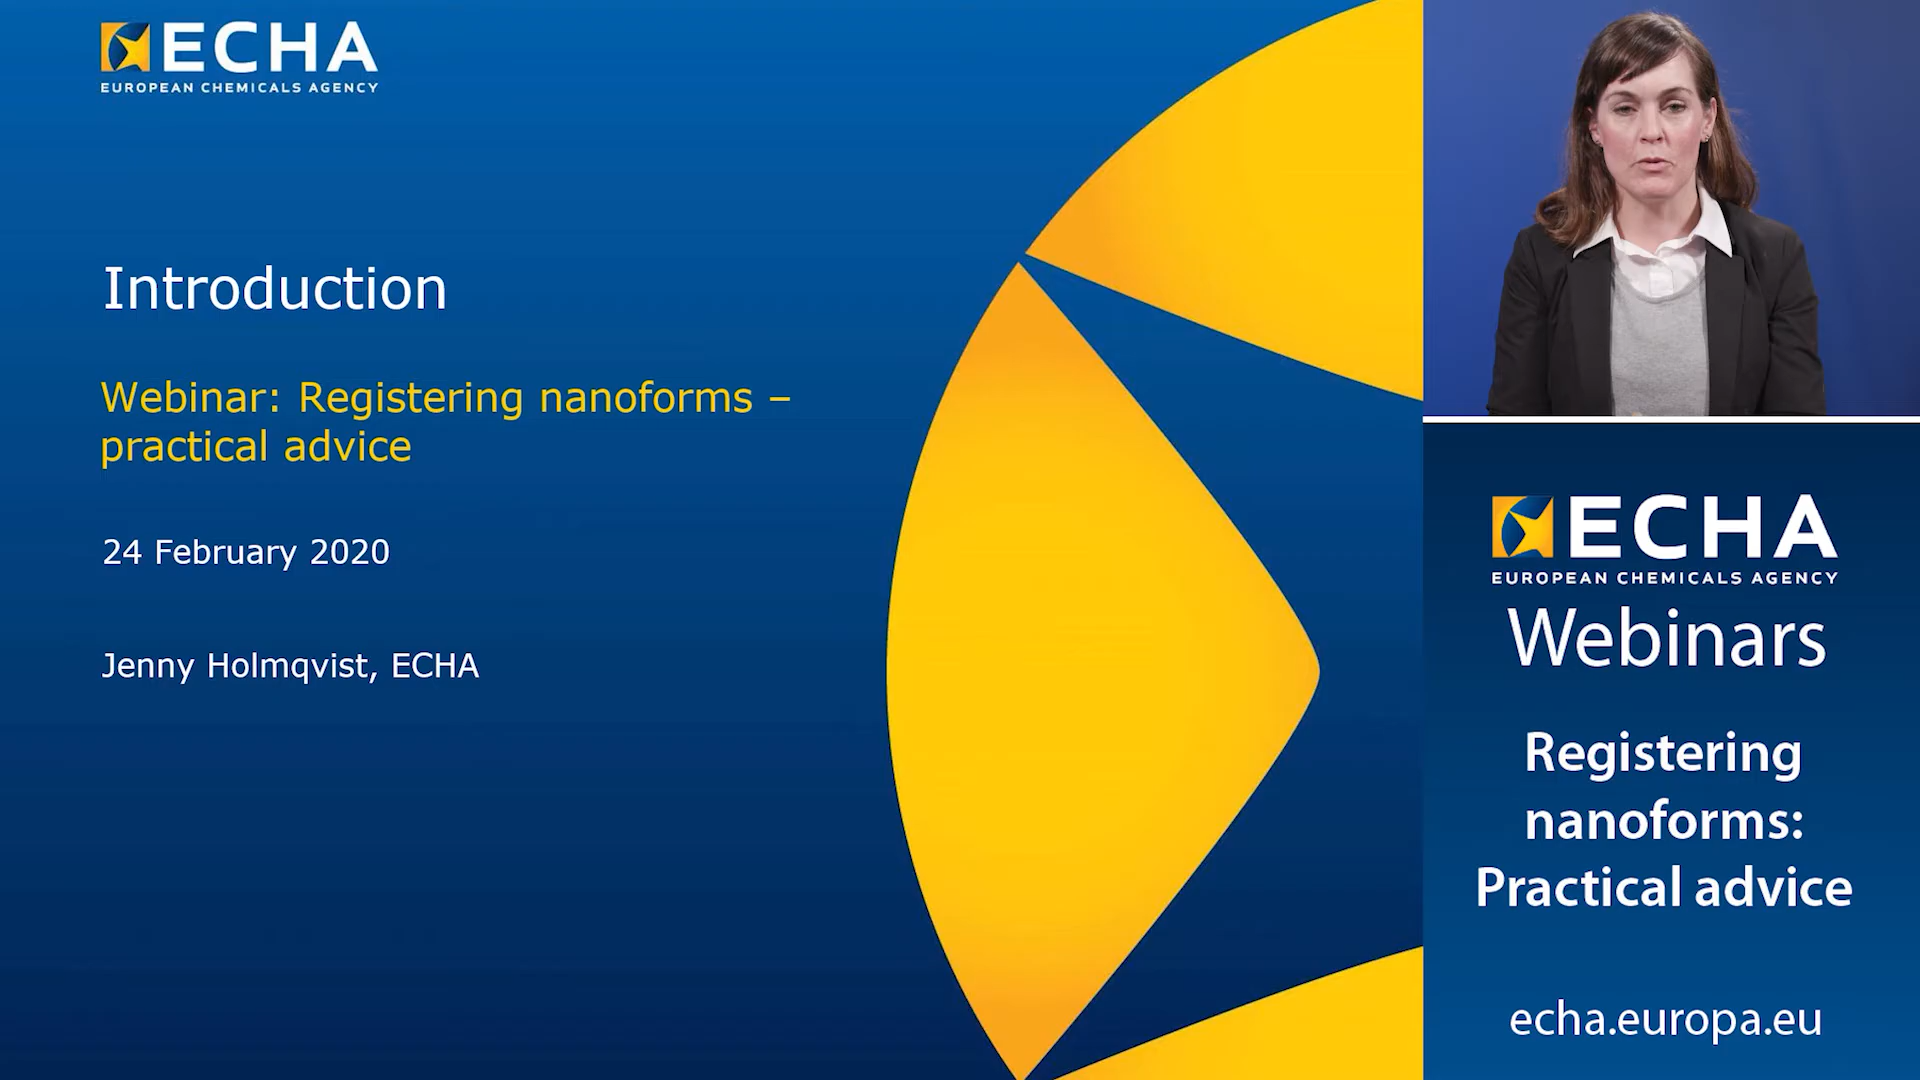 ECHA
EUROPEAN CHEMICALS AGENCY
Introduction
Webinar: Registering nanoforms –
practical advice
24 February 2020
Jenny Holmqvist, ECHA
ECHA
EUROPEAN CHEMICALS AGENCY
Webinars
Registering
nanoforms:
Practical advice
echa.europa.eu